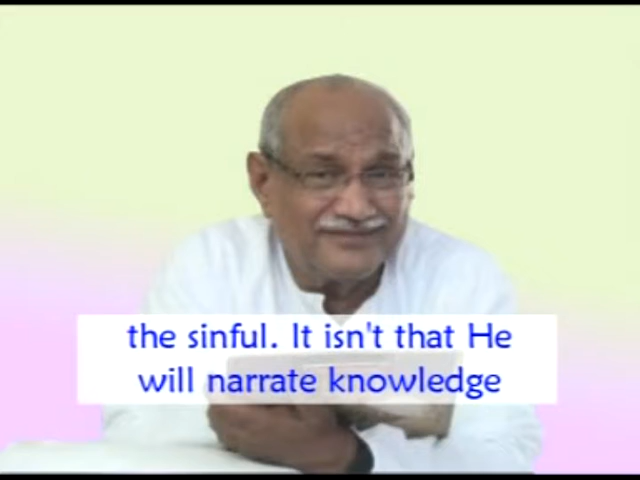 the sinful. It isn't that He
will narrate knowledge